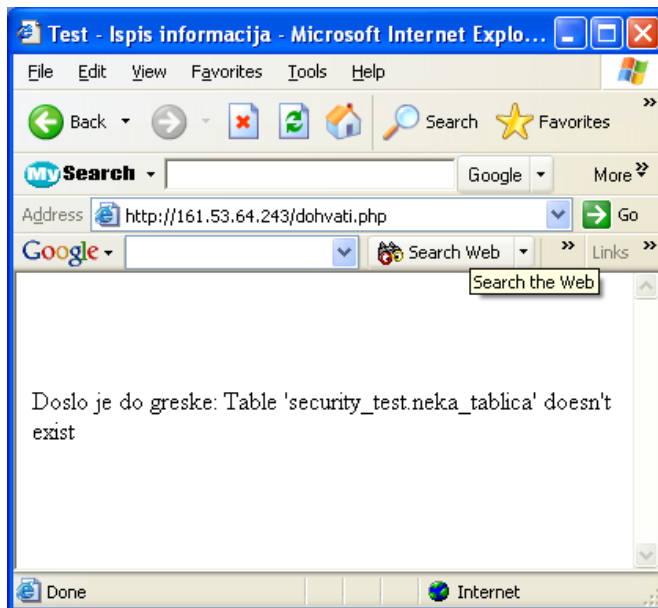 Test - Ispis informacija - Microsoft Internet Explo...
File Edit View Favorites Tools Help
Back Search Favorites
My Search Google More
Address http://161.53.64.243/dohvati.php Go
Google Search Web Links
Search the Web
Doslo je do greske: Table 'security_test.neka_tablica' doesn't
exist
Done Internet